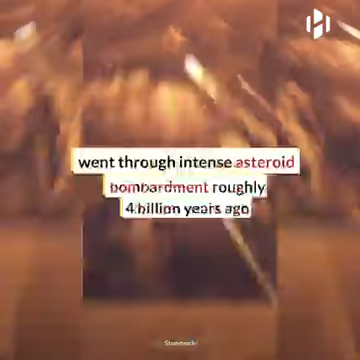 went through intense asteroid
bombardment roughly
4 billion years ago